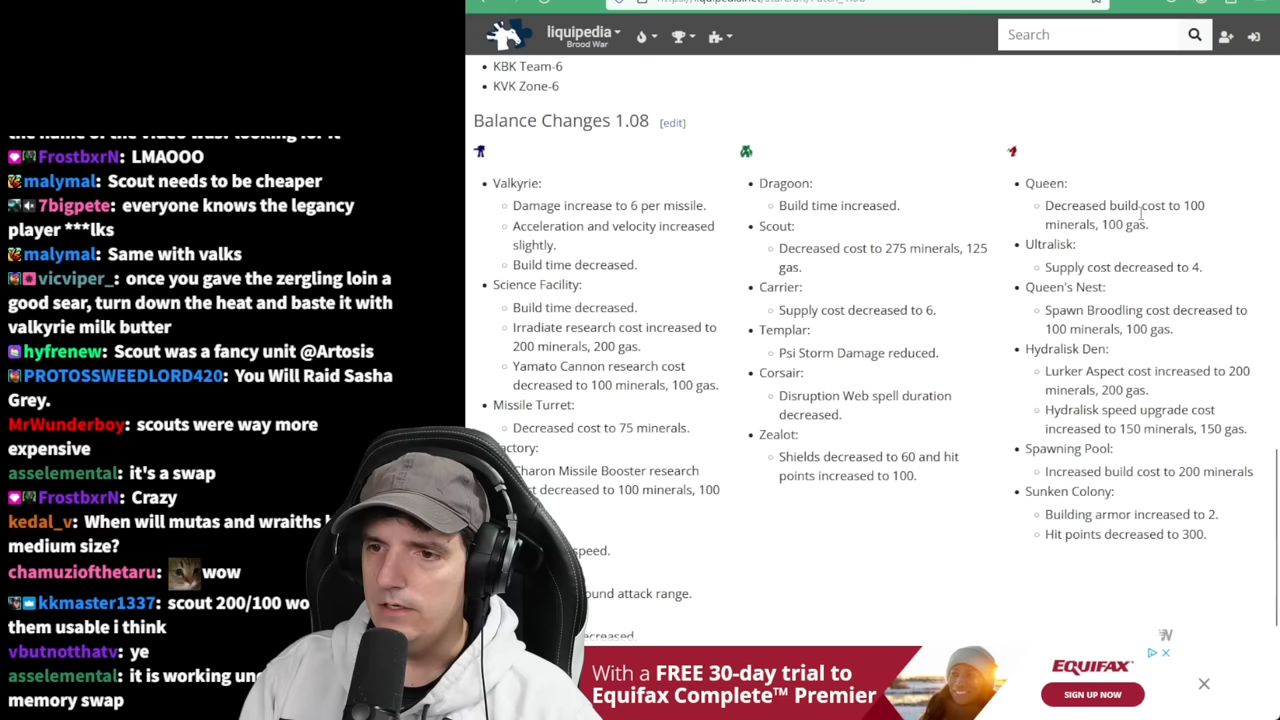 the name of the video was. looking for it
FrostbxrN: LMAOOO
malymal: Scout needs to be cheaper
7bigpete: everyone knows the legancy
player ***lks
malymal: Same with valks
vicviper_: once you gave the zergling loin a
good sear, turn down the heat and baste it with
valkyrie milk butter
hyfrenew: Scout was a fancy unit @Artosis
PROTOSSWEEDLORD420: You Will Raid Sasha
Grey.
MrWunderboy: scouts were way more
expensive
asselemental: it's a swap
FrostbxrN: Crazy
kedal_v: When will mutas and wraiths
medium size?
chamuziofthetaru: wow
kkmaster1337: scout 200/100 wo
them usable i think
vbutnotthatv: ye
asselemental: it is working
memory swap
liquipedia
Brood War
Search
KBK Team-6
KVK Zone-6
Balance Changes 1.08 [edit]
Valkyrie:
Damage increase to 6 per missile.
Acceleration and velocity increased
slightly.
Build time decreased.
Science Facility:
Build time decreased.
Irradiate research cost increased to
200 minerals, 200 gas.
Yamato Cannon research cost
decreased to 100 minerals, 100 gas.
Missile Turret:
Decreased cost to 75 minerals.
actory:
Charon Missile Booster research
st decreased to 100 minerals, 100
speed.
ound attack range.
ecreased.
Dragoon:
Build time increased.
Scout:
Decreased cost to 275 minerals, 125
gas.
Carrier:
Supply cost decreased to 6.
Templar:
Psi Storm Damage reduced.
Corsair:
Disruption Web spell duration
decreased.
Zealot:
Shields decreased to 60 and hit
points increased to 100.
Queen:
Decreased build cost to 100
minerals, 100 gas.
Ultralisk:
Supply cost decreased to 4.
Queen's Nest:
Spawn Broodling cost decreased to
100 minerals, 100 gas.
Hydralisk Den:
Lurker Aspect cost increased to 200
minerals, 200 gas.
Hydralisk speed upgrade cost
increased to 150 minerals, 150 gas.
Spawning Pool:
Increased build cost to 200 minerals
Sunken Colony:
Building armor increased to 2.
Hit points decreased to 300.
With a FREE 30-day trial to
Equifax Complete™ Premier
EQUIFAX
SIGN UP NOW